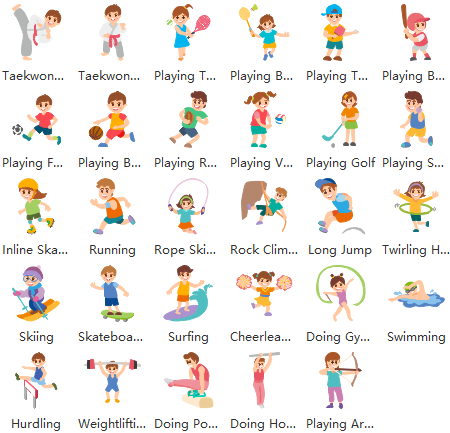 Taekwon...
Taekwon...
Playing T...
Playing B...
Playing T...
Playing B...
Playing F...
Playing B...
Playing R...
Playing V...
Playing Golf
Playing S...
Inline Ska...
Running
Rope Ski...
Rock Clim...
Long Jump
Twirling H...
Skiing
Skateboa...
Surfing
Cheerlea...
Doing Gy...
Swimming
Hurdling
Weightlifti...
Doing Po...
Doing Ho...
Playing Ar...